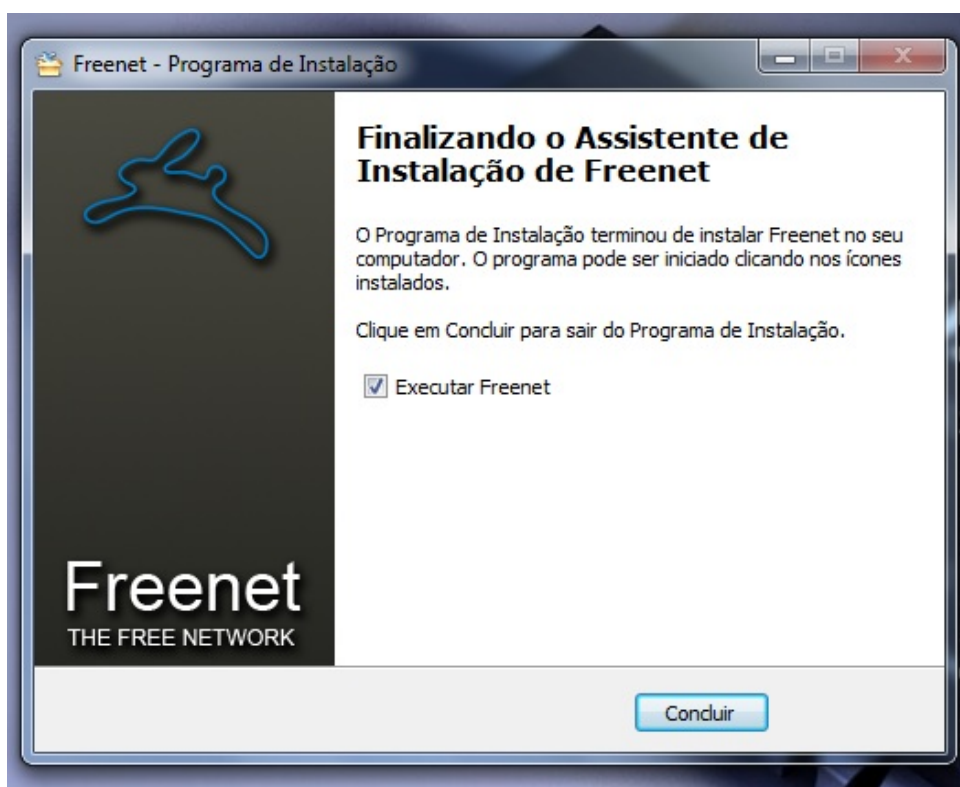 Freenet - Programa de Instalação
Finalizando o Assistente de
Instalação de Freenet
O Programa de Instalação terminou de instalar Freenet no seu
computador. O programa pode ser iniciado clicando nos ícones
instalados.
Clique em Concluir para sair do Programa de Instalação.
Executar Freenet
Freenet
THE FREE NETWORK
Concluir